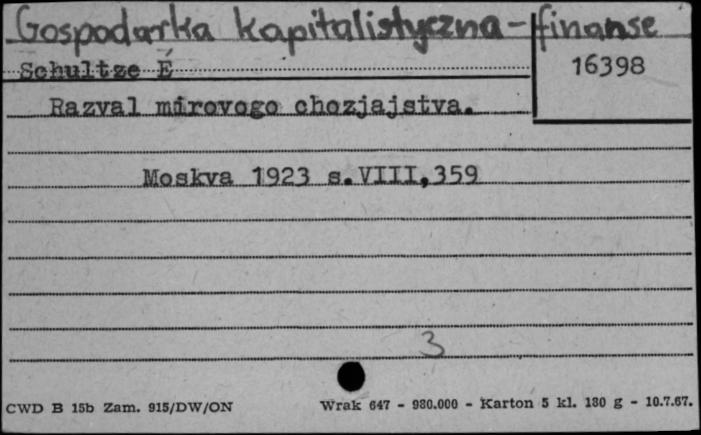 Gospodarka kapitalistyczna - finanse
Schultze É
16398
Razval mirovogo chozjajstva.
Moskva 1923 s.VIII,359
3
CWD B 15b Zam. 915/DW/ON
Wrak 647 - 980.000 - Karton 5 kl. 180 g - 10.7.67.